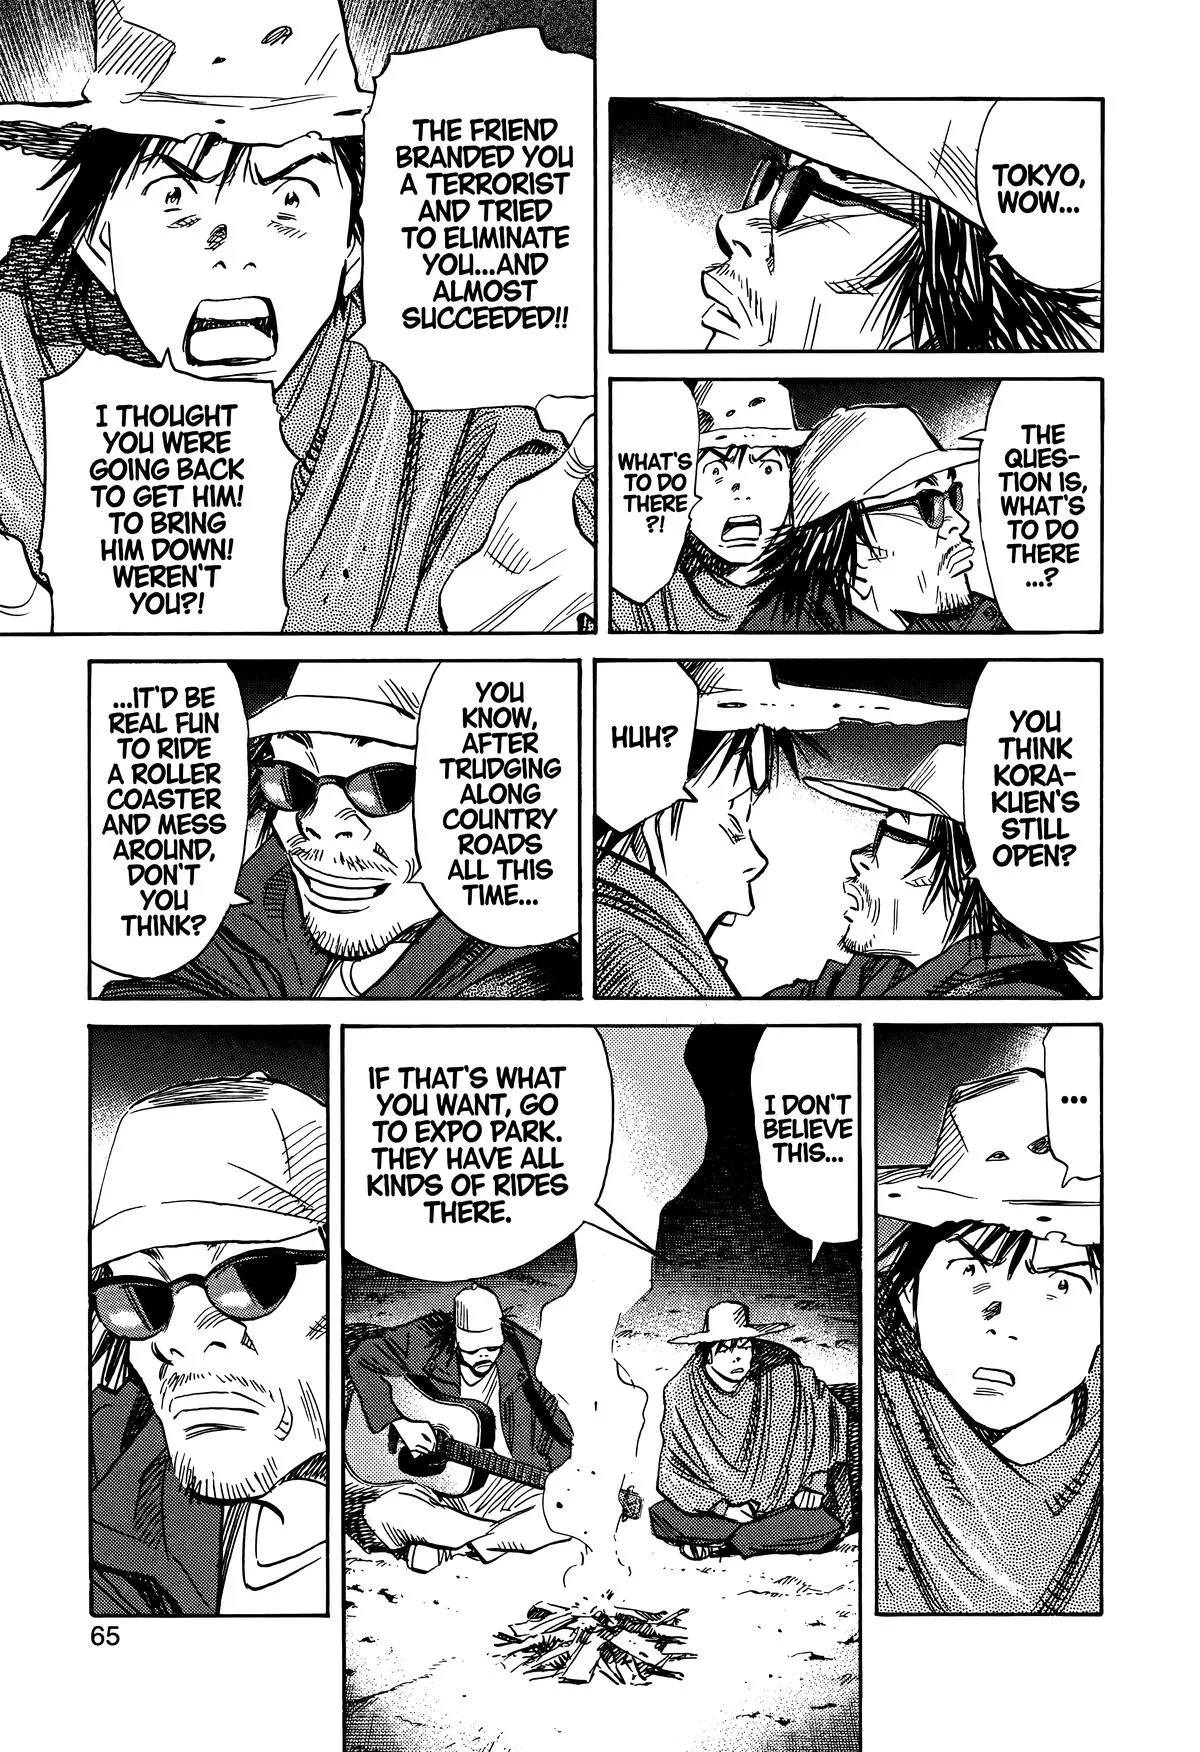 TOKYO,
WOW...
THE
QUES-
TION IS,
WHAT'S
TO DO
THERE
...?
WHAT'S
TO DO
THERE
?!
THE FRIEND
BRANDED YOU
A TERRORIST
AND TRIED
TO ELIMINATE
YOU...AND
ALMOST
SUCCEEDED!!
I THOUGHT
YOU WERE
GOING BACK
TO GET HIM!
TO BRING
HIM DOWN!
WEREN'T
YOU?!
YOU
THINK
KORA-
KUEN'S
STILL
OPEN?
HUH?
YOU
KNOW,
AFTER
TRUDGING
ALONG
COUNTRY
ROADS
ALL THIS
TIME...
...IT'D BE
REAL FUN
TO RIDE
A ROLLER
COASTER
AND MESS
AROUND,
DON'T
YOU
THINK?
...
I DON'T
BELIEVE
THIS...
IF THAT'S WHAT
YOU WANT, GO
TO EXPO PARK.
THEY HAVE ALL
KINDS OF RIDES
THERE.
65